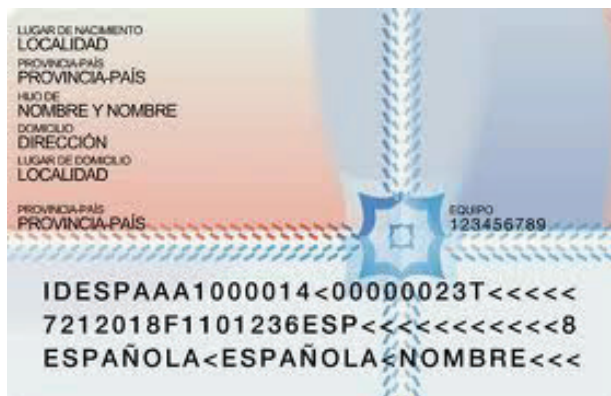 LUGAR DE NACIMIENTO
LOCALIDAD
PROVINCIA-PAÍS
PROVINCIA-PAÍS
HIJO DE
NOMBRE Y NOMBRE
DOMICILIO
DIRECCIÓN
LUGAR DE DOMICILIO
LOCALIDAD
PROVINCIA-PAÍS
PROVINCIA-PAÍS
EQUIPO
123456789
IDESPAAA1000014<00000023T<<<<<
7212018F1101236ESP<<<<<<<<<<<8
ESPAÑOLA<ESPAÑOLA<NOMBRE<<<